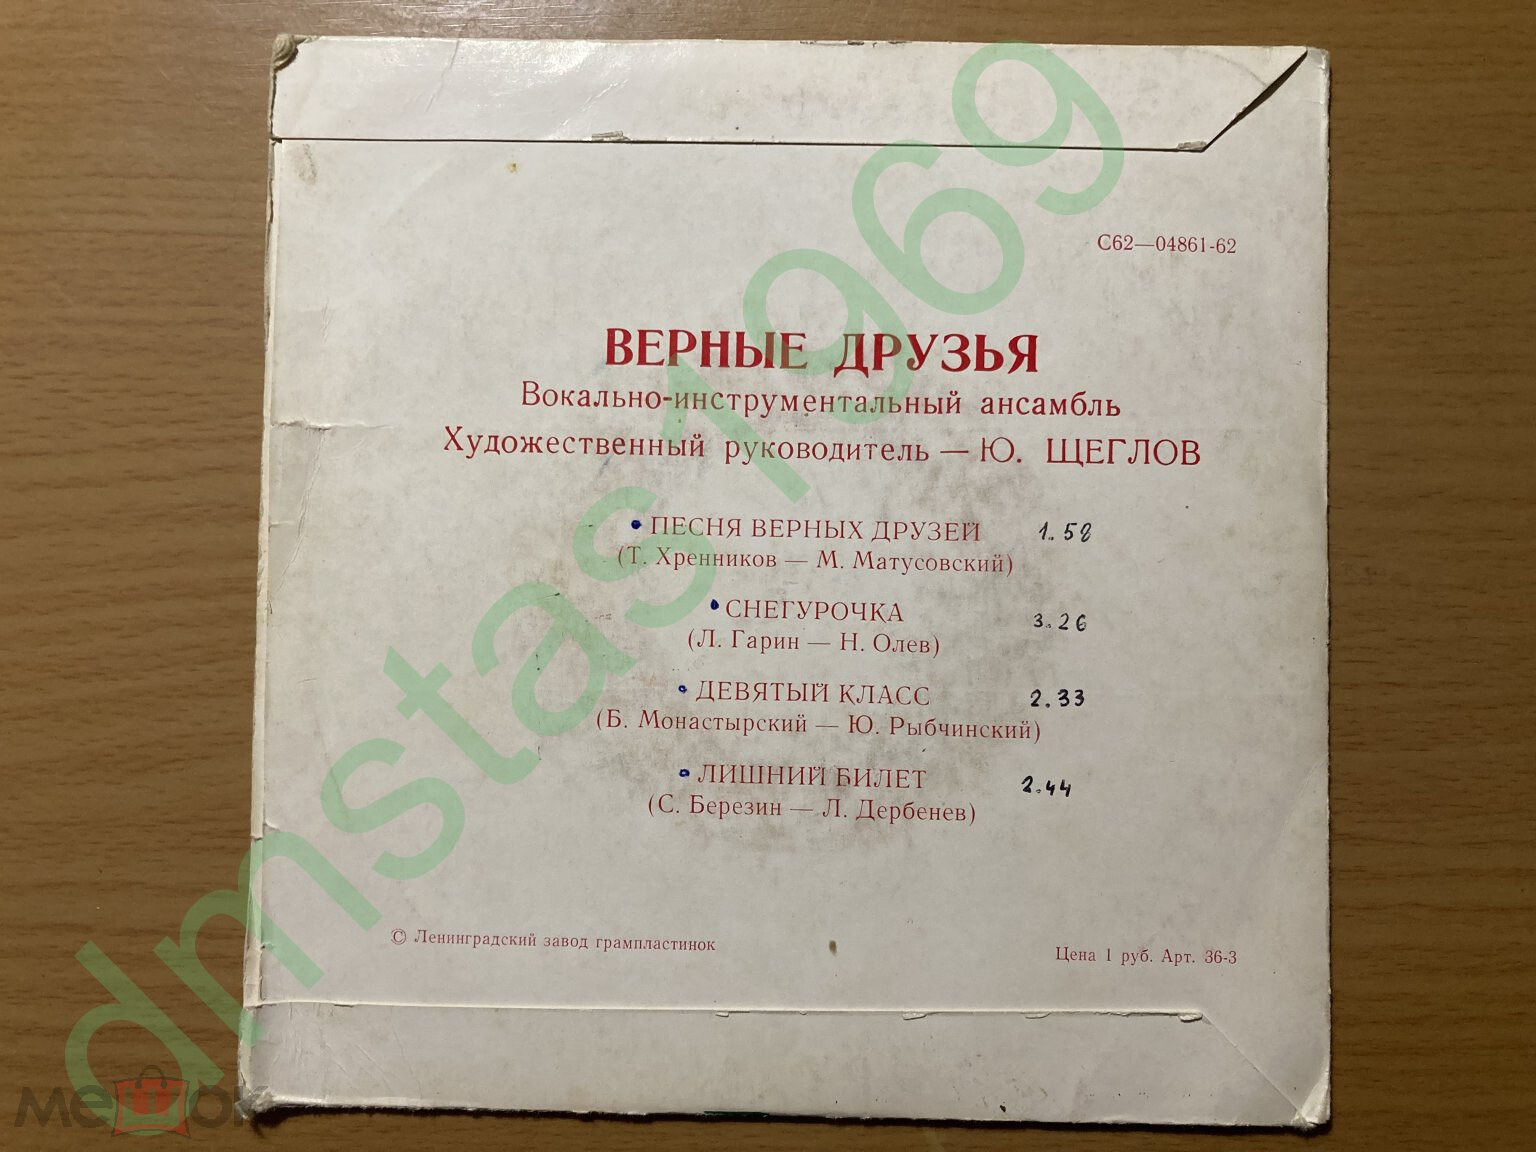 С62—04861-62
ВЕРНЫЕ ДРУЗЬЯ
Вокально-инструментальный ансамбль
Художественный руководитель — Ю. ЩЕГЛОВ
• ПЕСНЯ ВЕРНЫХ ДРУЗЕЙ 1.58
(Т. Хренников — М. Матусовский)
• СНЕГУРОЧКА 3.26
(Л. Гарин — Н. Олев)
• ДЕВЯТЫЙ КЛАСС 2.33
(Б. Монастырский — Ю. Рыбчинский)
• ЛИШНИЙ БИЛЕТ 2.44
(С. Березин — Л. Дербенев)
© Ленинградский завод грампластинок
Цена 1 руб. Арт. 36-3
dmstas1969
мешок